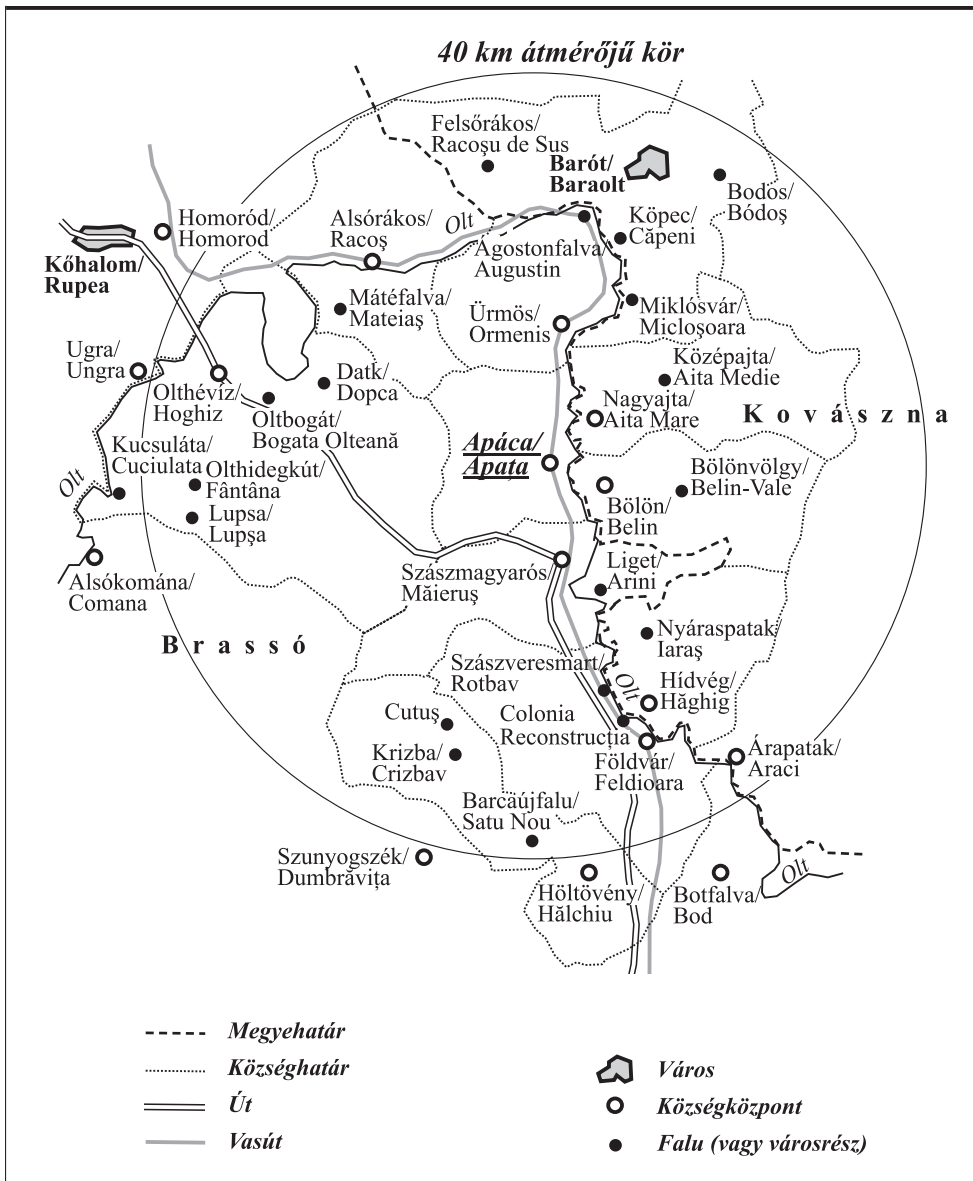 40 km átmérőjű kör
Felsőrákos/
Racoşu de Sus
Barót/
Baraolt
Bodos/
Bódoş
Homoród/
Homorod
Alsórákos/
Racoş
Olt
Köpec/
Căpeni
Agostonfalva/
Augustin
Kőhalom/
Rupea
Mátéfalva/
Mateiaş
Ürmös/
Ormenis
Miklósvár/
Micloşoara
Ugra/
Ungra
Középajta/
Aita Medie
Olthévíz/
Hoghiz
Datk/
Dopca
Oltbogát/
Bogata Olteană
Nagyajta/
Aita Mare
Kovászna
Kucsuláta/
Cuciulata
Apáca/
Apaţa
Olt
Olthidegkút/
Fântâna
Bölönvölgy/
Belin-Vale
Lupsa/
Lupşa
Bölön/
Belin
Alsókomána/
Comana
Szászmagyarós/
Măieruş
Liget/
Arini
Brassó
Nyáraspatak/
Iaraş
Szászveresmart/
Rotbav
Olt
Hídvég/
Hăghig
Cutuş
Colonia
Reconstrucţia
Krizba/
Crizbav
Földvár/
Feldioara
Árapaták/
Araci
Barcaújfalu/
Satu Nou
Szunyogszék/
Dumbrăviţa
Höltövény/
Hălchiu
Botfalva/
Bod
Olt
Megyehatár
Községhatár
Út
Vasút
Város
Községközpont
Falu (vagy városrész)